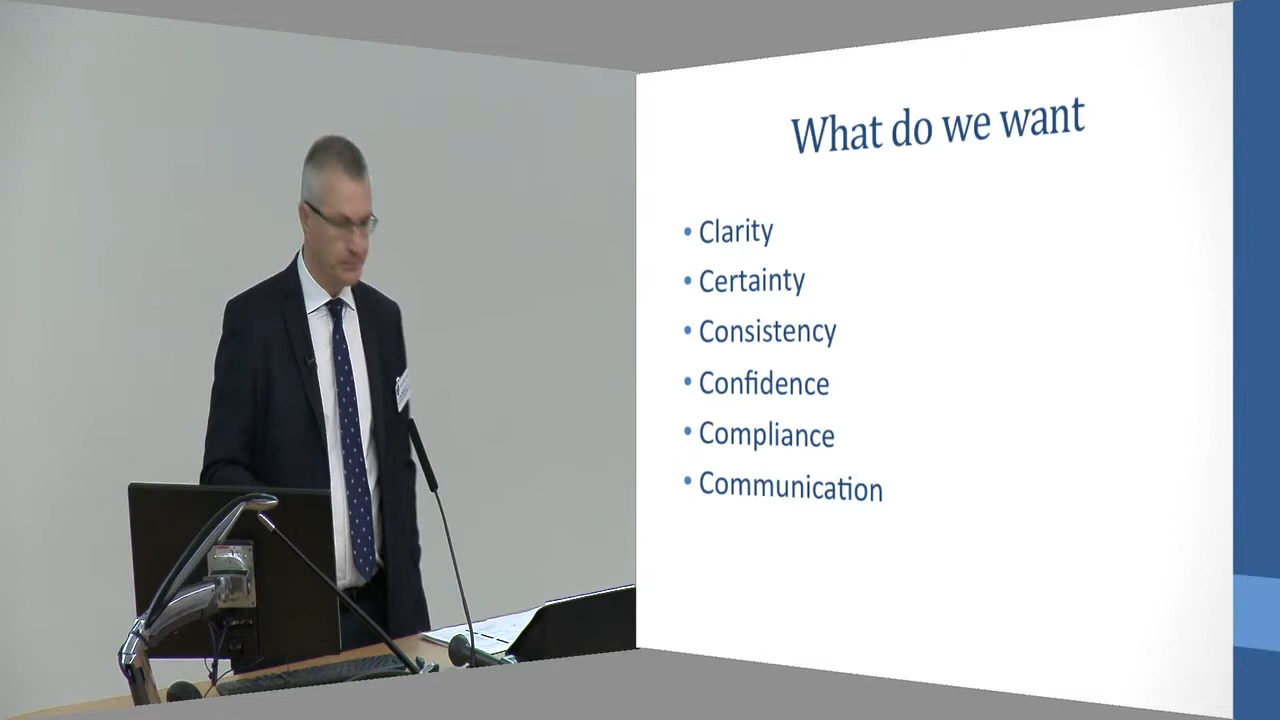 What do we want
• Clarity
• Certainty
• Consistency
• Confidence
• Compliance
• Communication